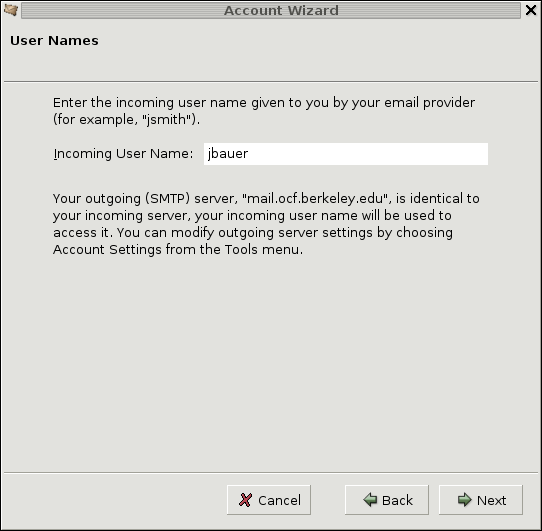 Account Wizard
User Names
Enter the incoming user name given to you by your email provider
(for example, "jsmith").
Incoming User Name: jbauer
Your outgoing (SMTP) server, "mail.ocf.berkeley.edu", is identical to
your incoming server, your incoming user name will be used to
access it. You can modify outgoing server settings by choosing
Account Settings from the Tools menu.
Cancel Back Next